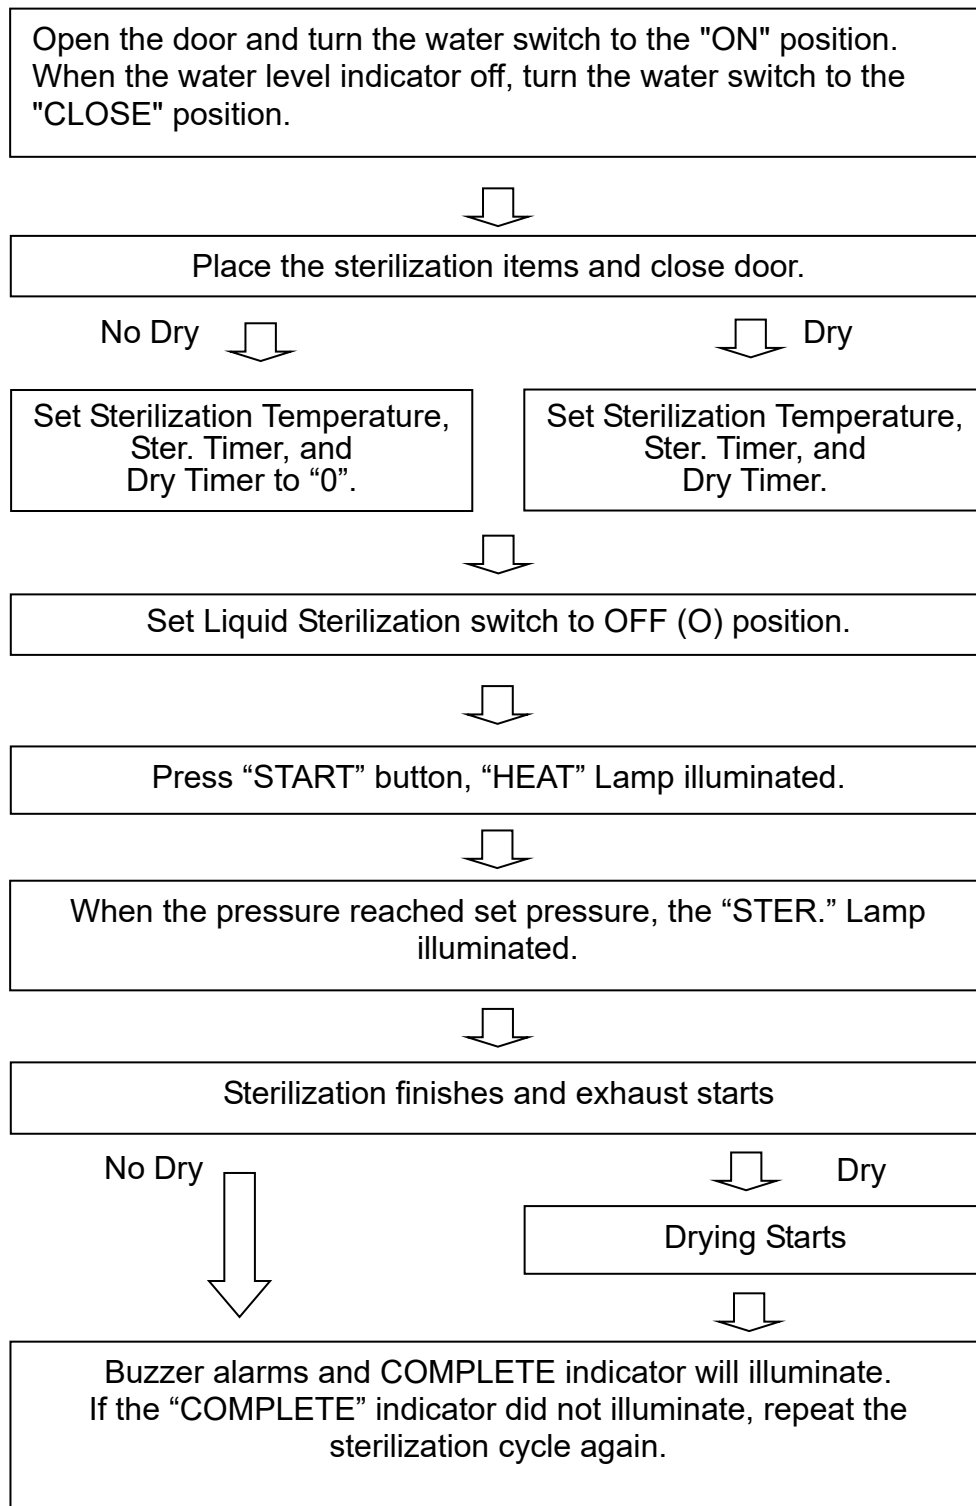 Open the door and turn the water switch to the "ON" position.
When the water level indicator off, turn the water switch to the
"CLOSE" position.
Place the sterilization items and close door.
No Dry
Dry
Set Sterilization Temperature,
Ster. Timer, and
Dry Timer to “0”.
Set Sterilization Temperature,
Ster. Timer, and
Dry Timer.
Set Liquid Sterilization switch to OFF (O) position.
Press “START” button, “HEAT” Lamp illuminated.
When the pressure reached set pressure, the “STER.” Lamp
illuminated.
Sterilization finishes and exhaust starts
No Dry
Dry
Drying Starts
Buzzer alarms and COMPLETE indicator will illuminate.
If the “COMPLETE” indicator did not illuminate, repeat the
sterilization cycle again.